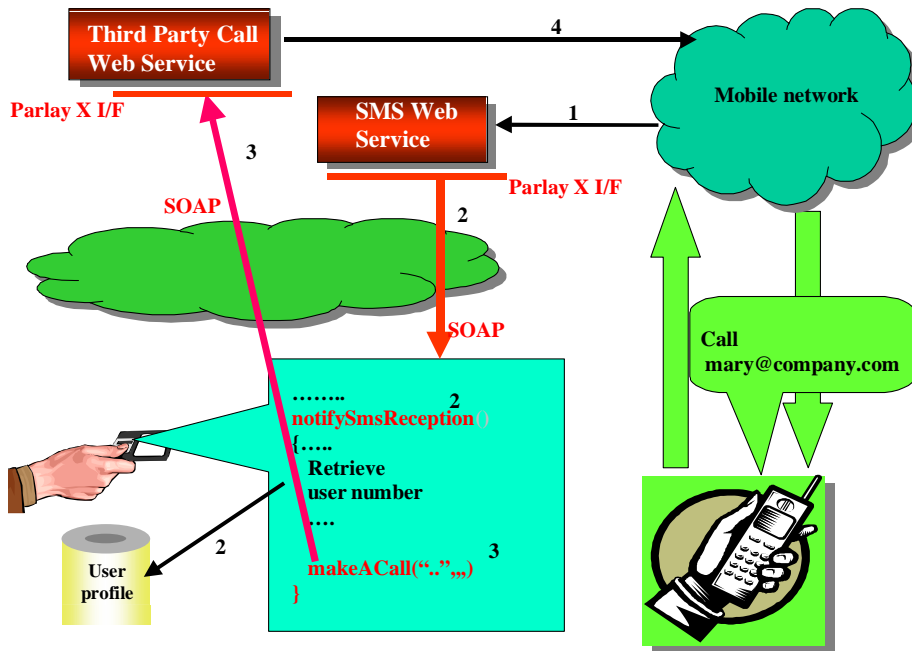 Third Party Call
Web Service
4
Mobile network
Parlay X I/F
SMS Web
Service
1
3
Parlay X I/F
SOAP
2
SOAP
Call
mary@company.com
……..
2
notifySmsReception()
{…..
Retrieve
user number
….
2
3
makeACall(“..”,,,)
}
User
profile